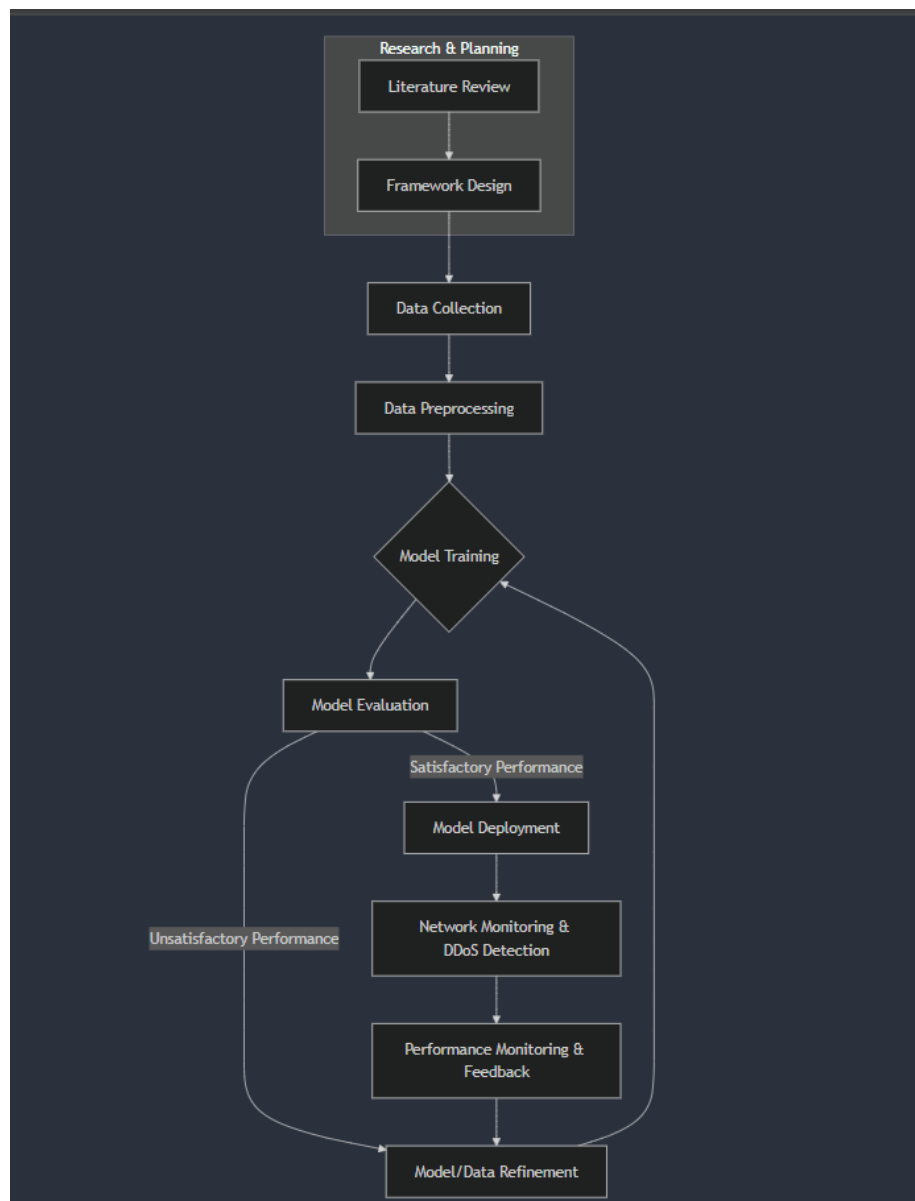 Research & Planning
Literature Review
Framework Design
Data Collection
Data Preprocessing
Model Training
Model Evaluation
Satisfactory Performance
Model Deployment
Network Monitoring &
DDoS Detection
Unsatisfactory Performance
Performance Monitoring &
Feedback
Model/Data Refinement